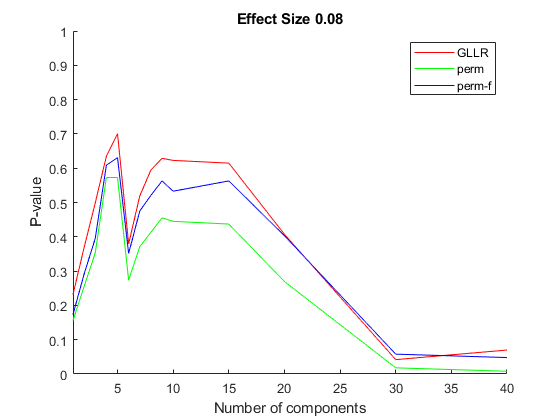 Effect Size 0.08
1
0.9
0.8
0.7
0.6
0.5
0.4
0.3
0.2
0.1
0
P-value
GLLR
perm
perm-f
5 10 15 20 25 30 35 40
Number of components